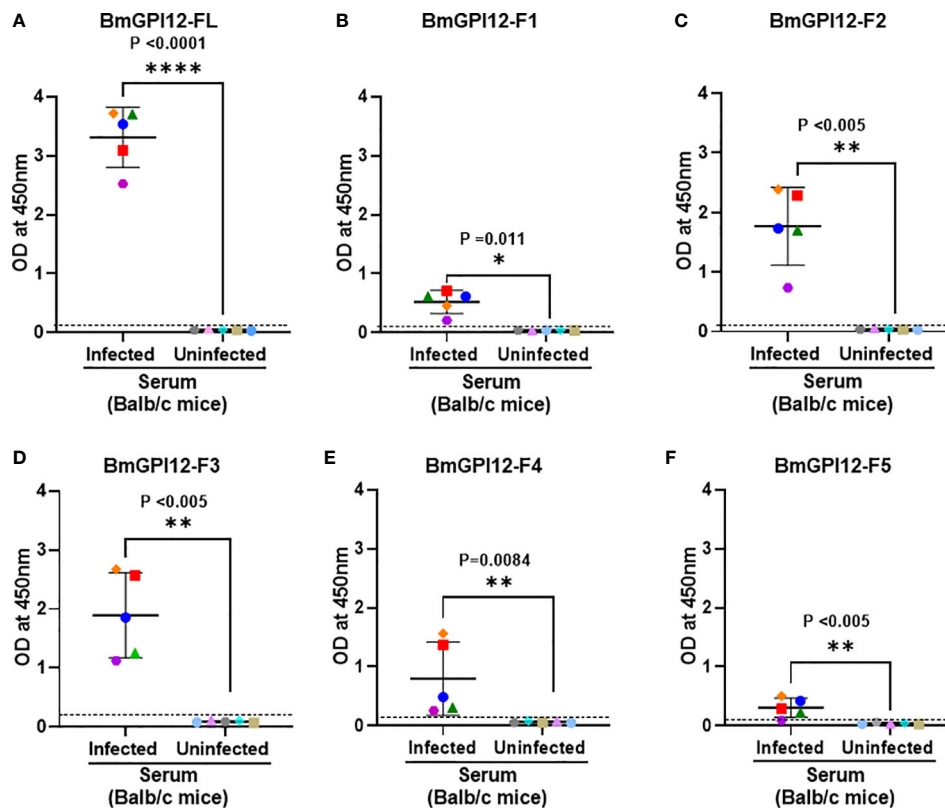 A
BmGPI12-FL
P <0.0001
****
OD at 450nm
4
3
2
1
0
Infected Uninfected
Serum
(Balb/c mice)
B
BmGPI12-F1
P =0.011
*
OD at 450nm
4
3
2
1
0
Infected Uninfected
Serum
(Balb/c mice)
C
BmGPI12-F2
P <0.005
**
OD at 450nm
4
3
2
1
0
Infected Uninfected
Serum
(Balb/c mice)
D
BmGPI12-F3
P <0.005
**
OD at 450nm
4
3
2
1
0
Infected Uninfected
Serum
(Balb/c mice)
E
BmGPI12-F4
P=0.0084
**
OD at 450nm
4
3
2
1
0
Infected Uninfected
Serum
(Balb/c mice)
F
BmGPI12-F5
P <0.005
**
OD at 450nm
4
3
2
1
0
Infected Uninfected
Serum
(Balb/c mice)